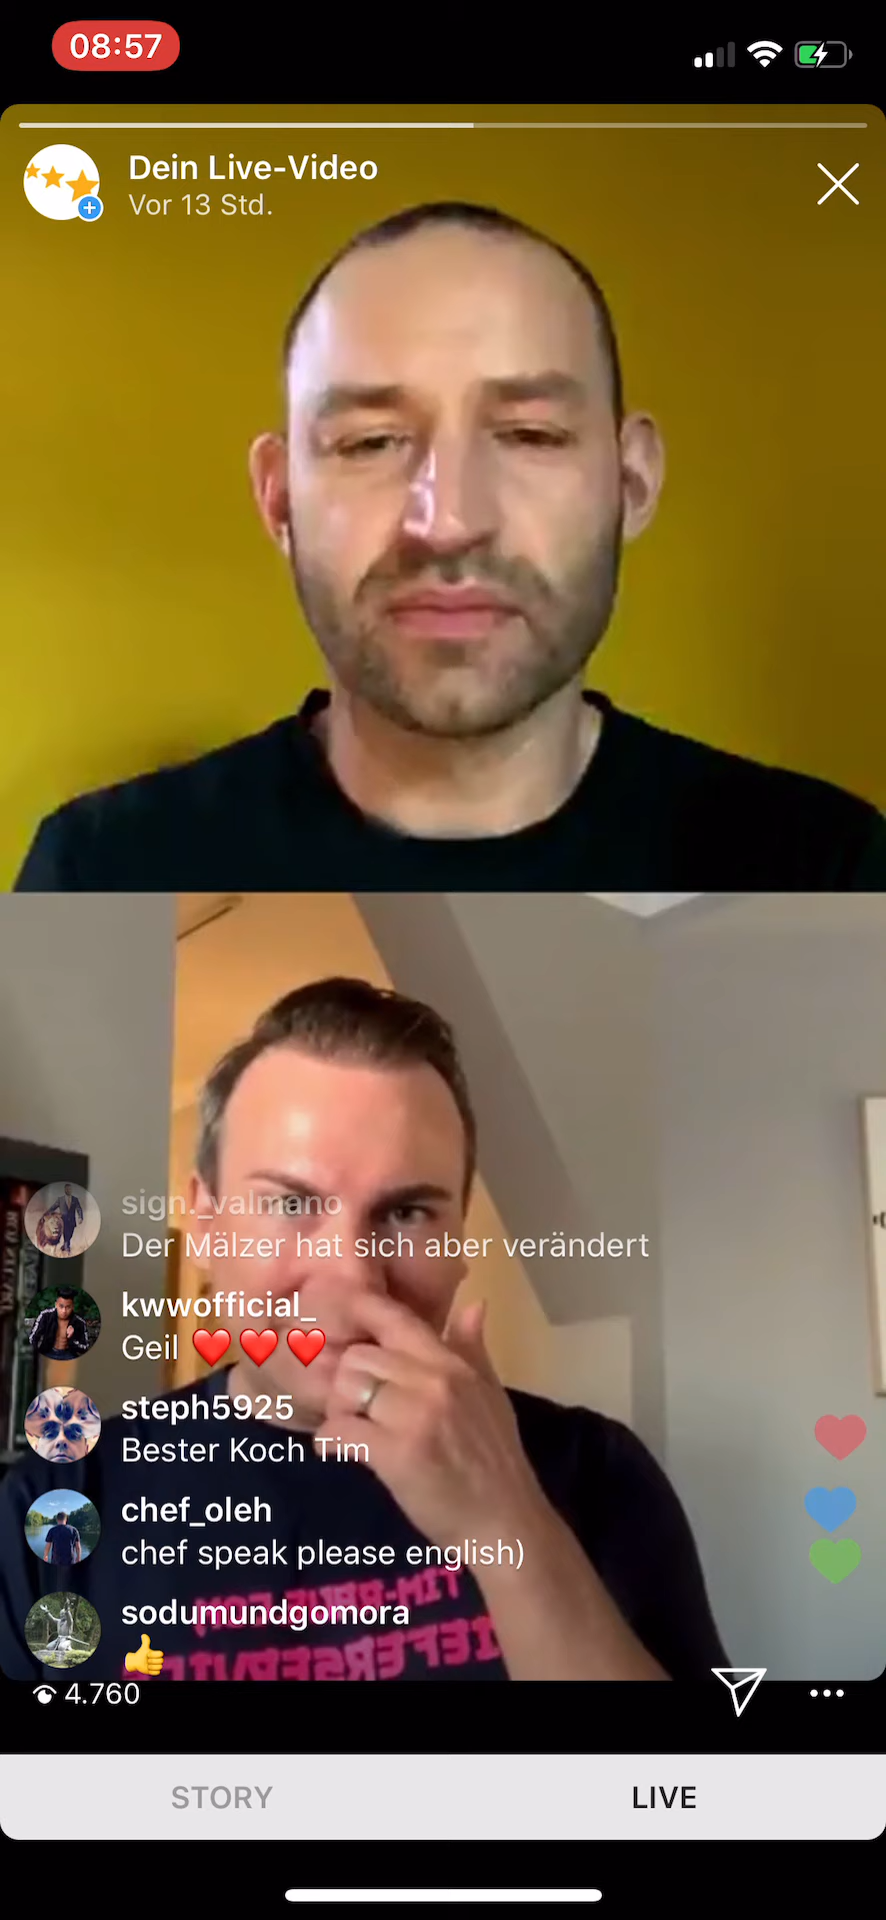 08:57
Dein Live-Video
Vor 13 Std.
sign._valmano
Der Mälzer hat sich aber verändert
kwwofficial_
Geil ❤️❤️❤️
steph5925
Bester Koch Tim
chef_oleh
chef speak please english)
sodumundgomora
👍
4.760
STORY
LIVE